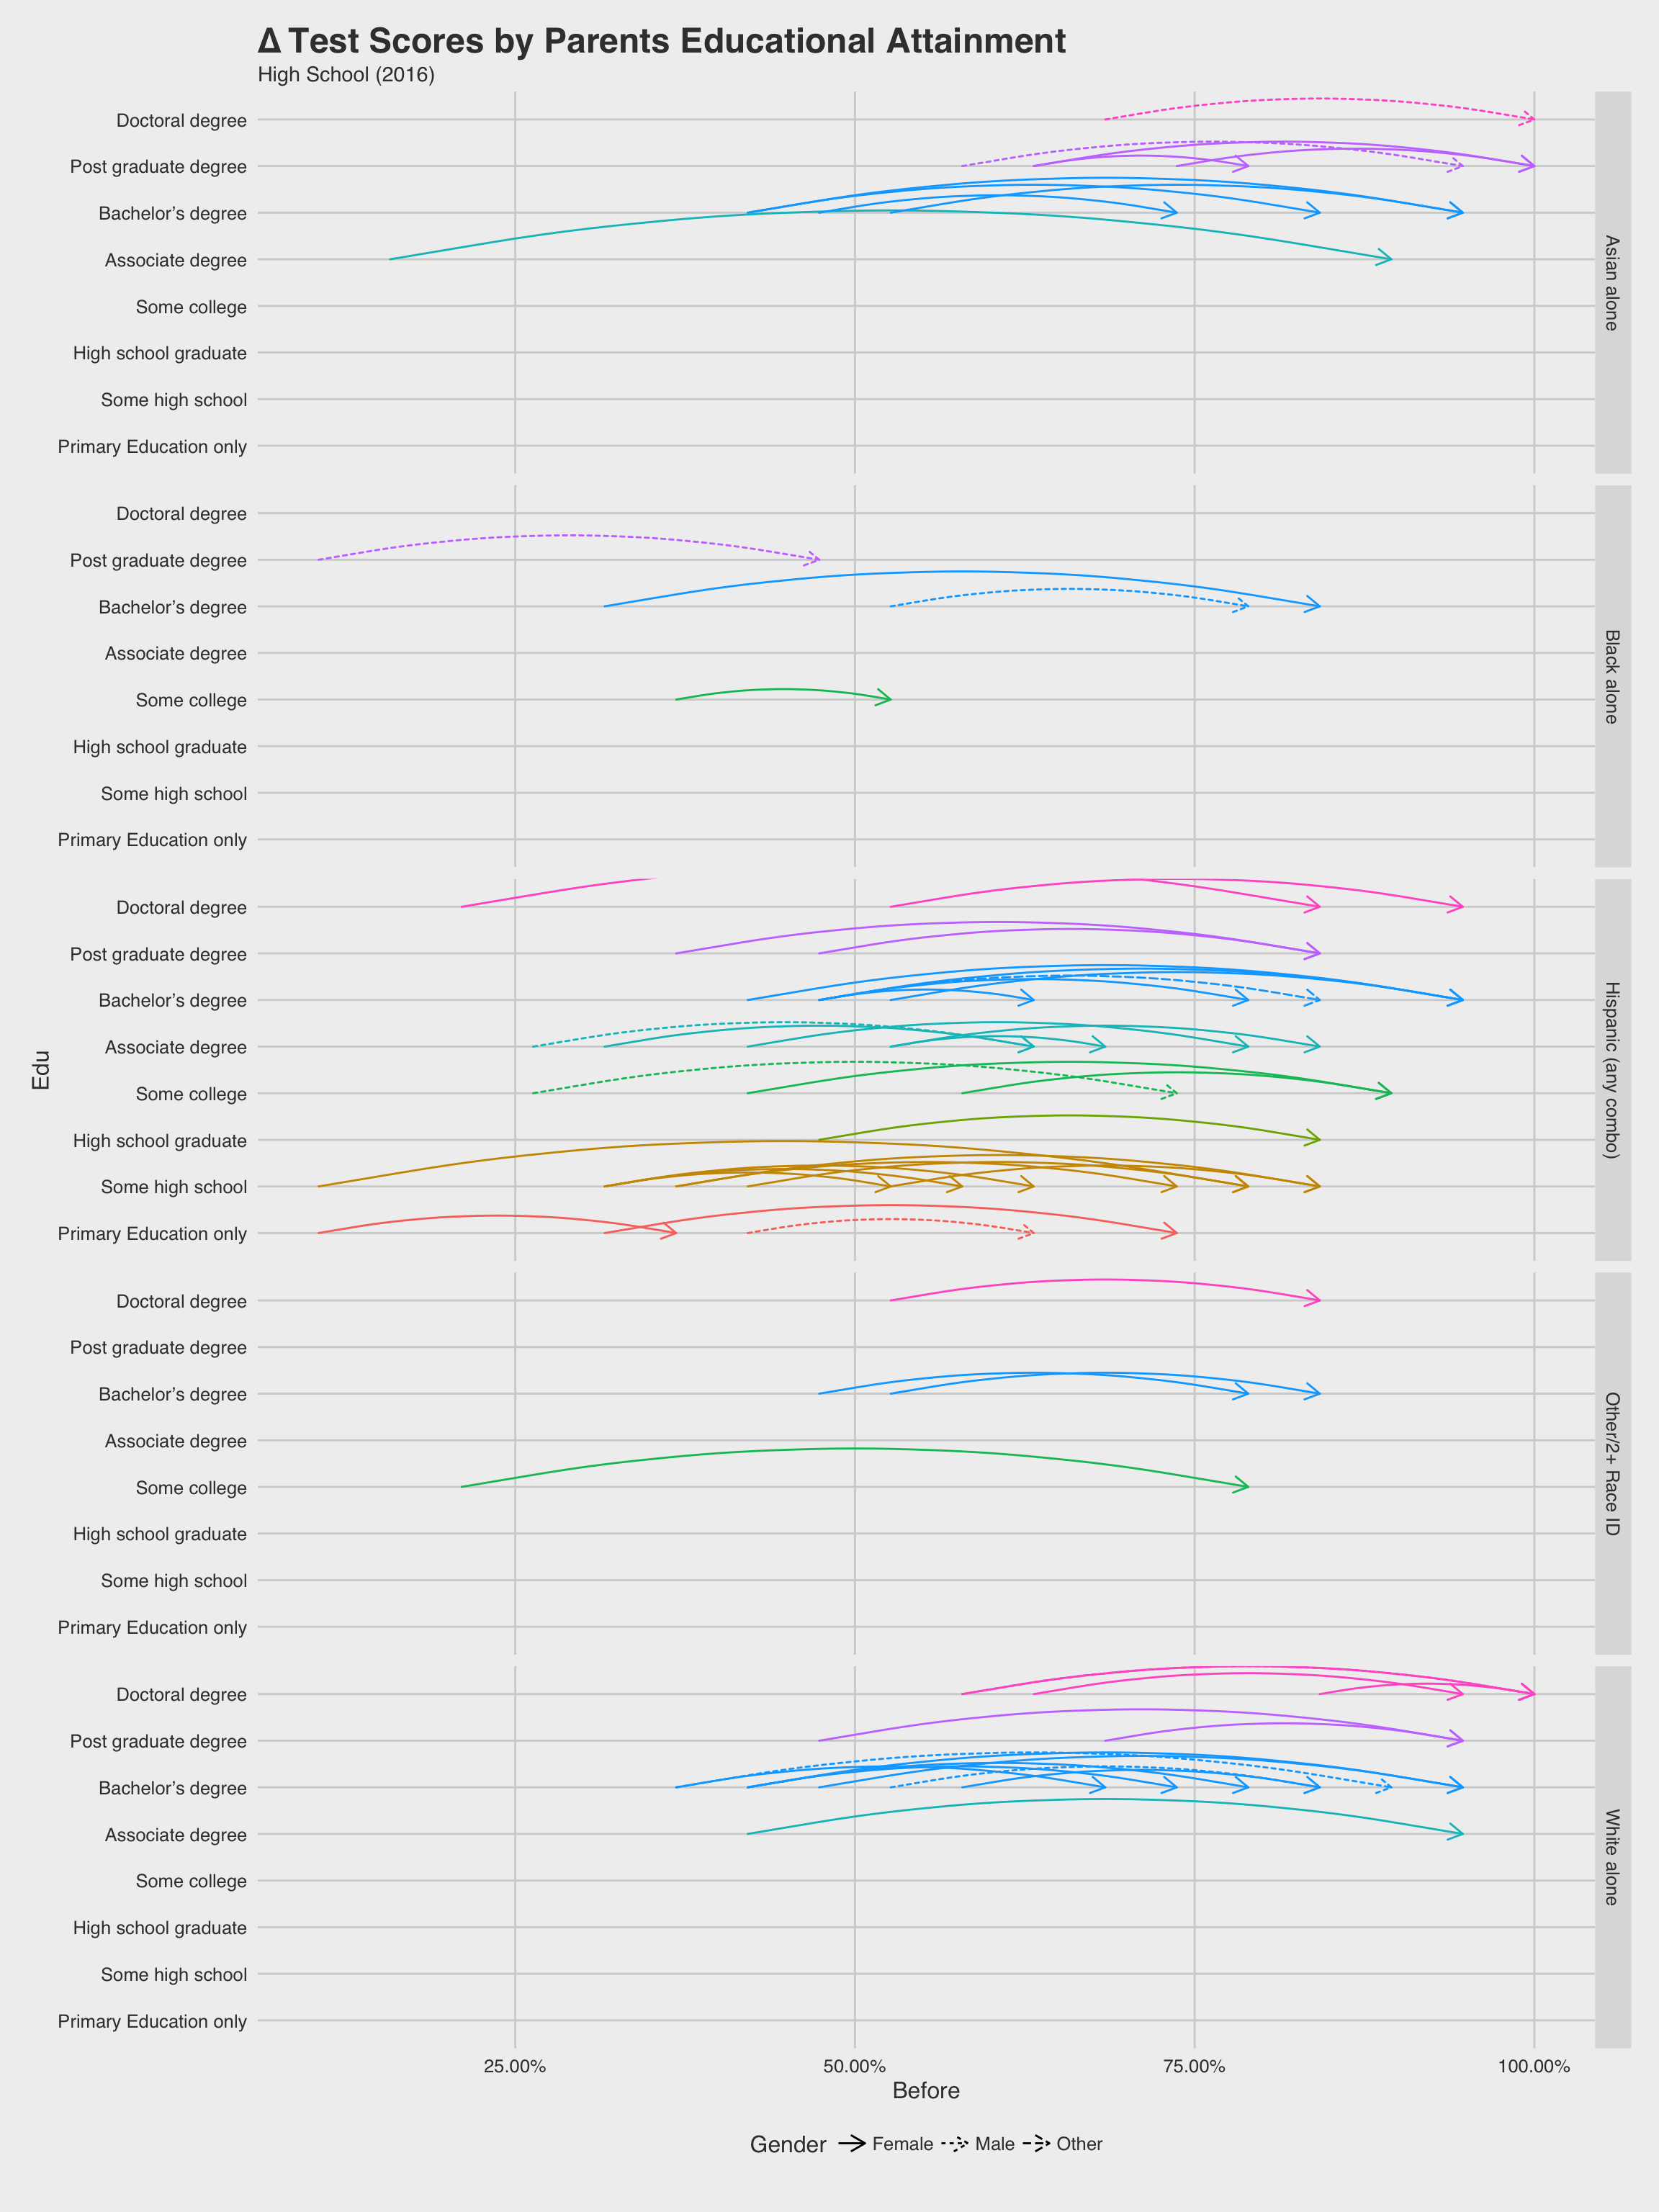 Δ Test Scores by Parents Educational Attainment
High School (2016)
Doctoral degree
Post graduate degree
Bachelor’s degree
Associate degree
Some college
High school graduate
Some high school
Primary Education only
Asian alone
Doctoral degree
Post graduate degree
Bachelor’s degree
Associate degree
Some college
High school graduate
Some high school
Primary Education only
Black alone
Edu
Doctoral degree
Post graduate degree
Bachelor’s degree
Associate degree
Some college
High school graduate
Some high school
Primary Education only
Hispanic (any combo)
Doctoral degree
Post graduate degree
Bachelor’s degree
Associate degree
Some college
High school graduate
Some high school
Primary Education only
Other/2+ Race ID
Doctoral degree
Post graduate degree
Bachelor’s degree
Associate degree
Some college
High school graduate
Some high school
Primary Education only
White alone
25.00% 50.00% 75.00% 100.00%
Before
Gender Female Male Other